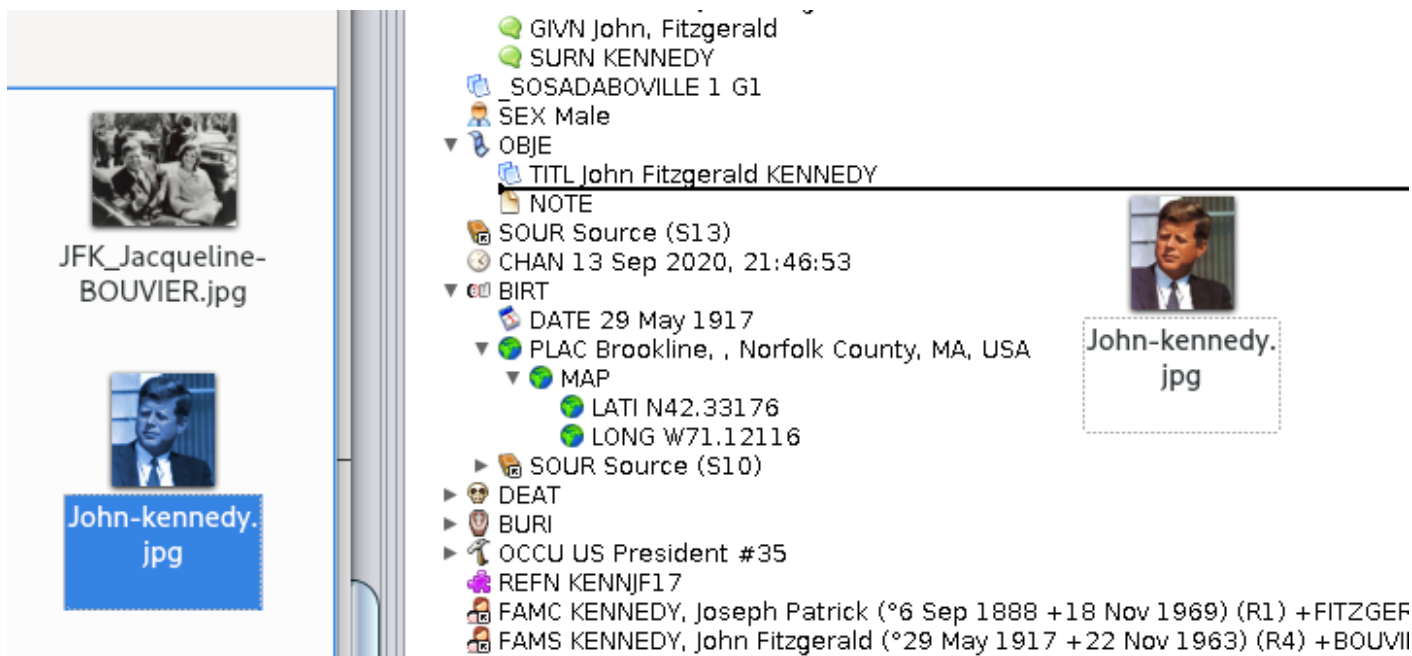 GIVN John, Fitzgerald
SURN KENNEDY
_SOSADABOVILLE 1 G1
SEX Male
OBJE
TITL John Fitzgerald KENNEDY
NOTE
SOUR Source (S13)
CHAN 13 Sep 2020, 21:46:53
BIRT
DATE 29 May 1917
PLAC Brookline, , Norfolk County, MA, USA
MAP
LATI N42.33176
LONG W71.12116
SOUR Source (S10)
DEAT
BURI
OCCU US President #35
REFN KENNJF17
FAMC KENNEDY, Joseph Patrick (°6 Sep 1888 +18 Nov 1969) (R1) +FITZGER
FAMS KENNEDY, John Fitzgerald (°29 May 1917 +22 Nov 1963) (R4) +BOUVI
JFK_Jacqueline-
BOUVIER.jpg
John-kennedy.
jpg
John-kennedy.
jpg